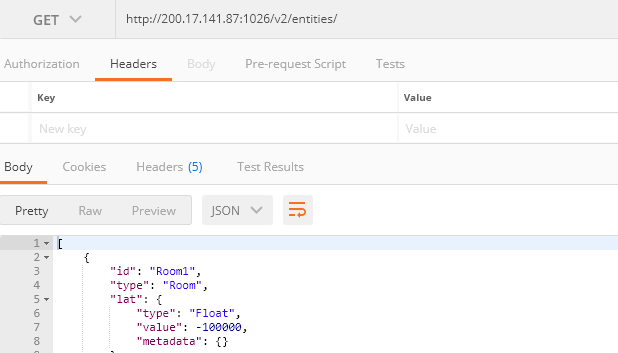 GET http://200.17.141.87:1026/v2/entities/
Authorization Headers Body Pre-request Script Tests
Key Value
New key Value
Body Cookies Headers (5) Test Results
Pretty Raw Preview JSON
1 [
2 {
3 "id": "Room1",
4 "type": "Room",
5 "lat": {
6 "type": "Float",
7 "value": -100000,
8 "metadata": {}